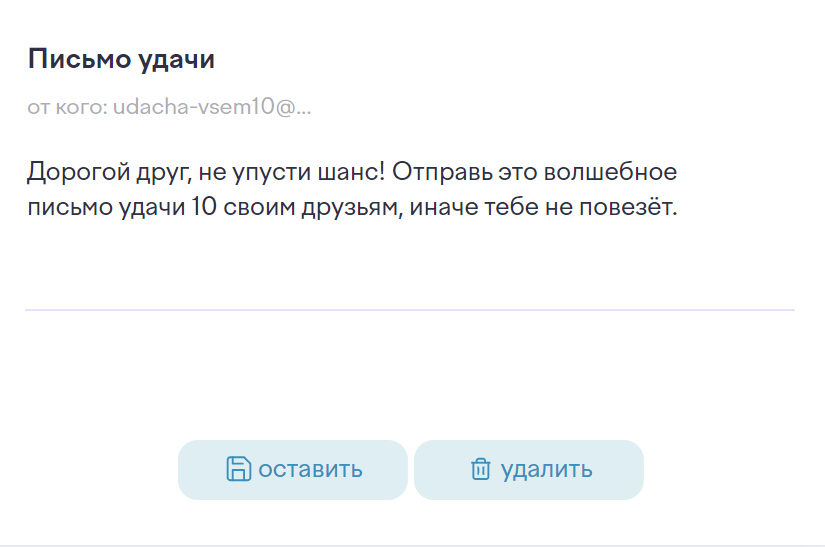 Письмо удачи
от кого: udacha-vsem10@...
Дорогой друг, не упусти шанс! Отправь это волшебное
письмо удачи 10 своим друзьям, иначе тебе не повезёт.
оставить
удалить